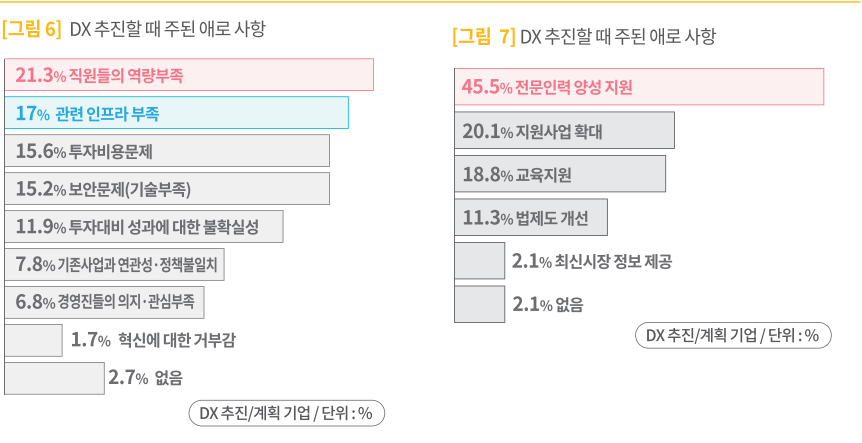 [그림 6] DX 추진할 때 주된 애로 사항
21.3% 직원들의 역량부족
17% 관련 인프라 부족
15.6% 투자비용문제
15.2% 보안문제(기술부족)
11.9% 투자대비 성과에 대한 불확실성
7.8% 기존사업과 연관성·정책불일치
6.8% 경영진들의 의지·관심부족
1.7% 혁신에 대한 거부감
2.7% 없음
DX 추진/계획 기업 / 단위 : %
[그림 7] DX 추진할 때 주된 애로 사항
45.5% 전문인력 양성 지원
20.1% 지원사업 확대
18.8% 교육지원
11.3% 법제도 개선
2.1% 최신시장 정보 제공
2.1% 없음
DX 추진/계획 기업 / 단위 : %